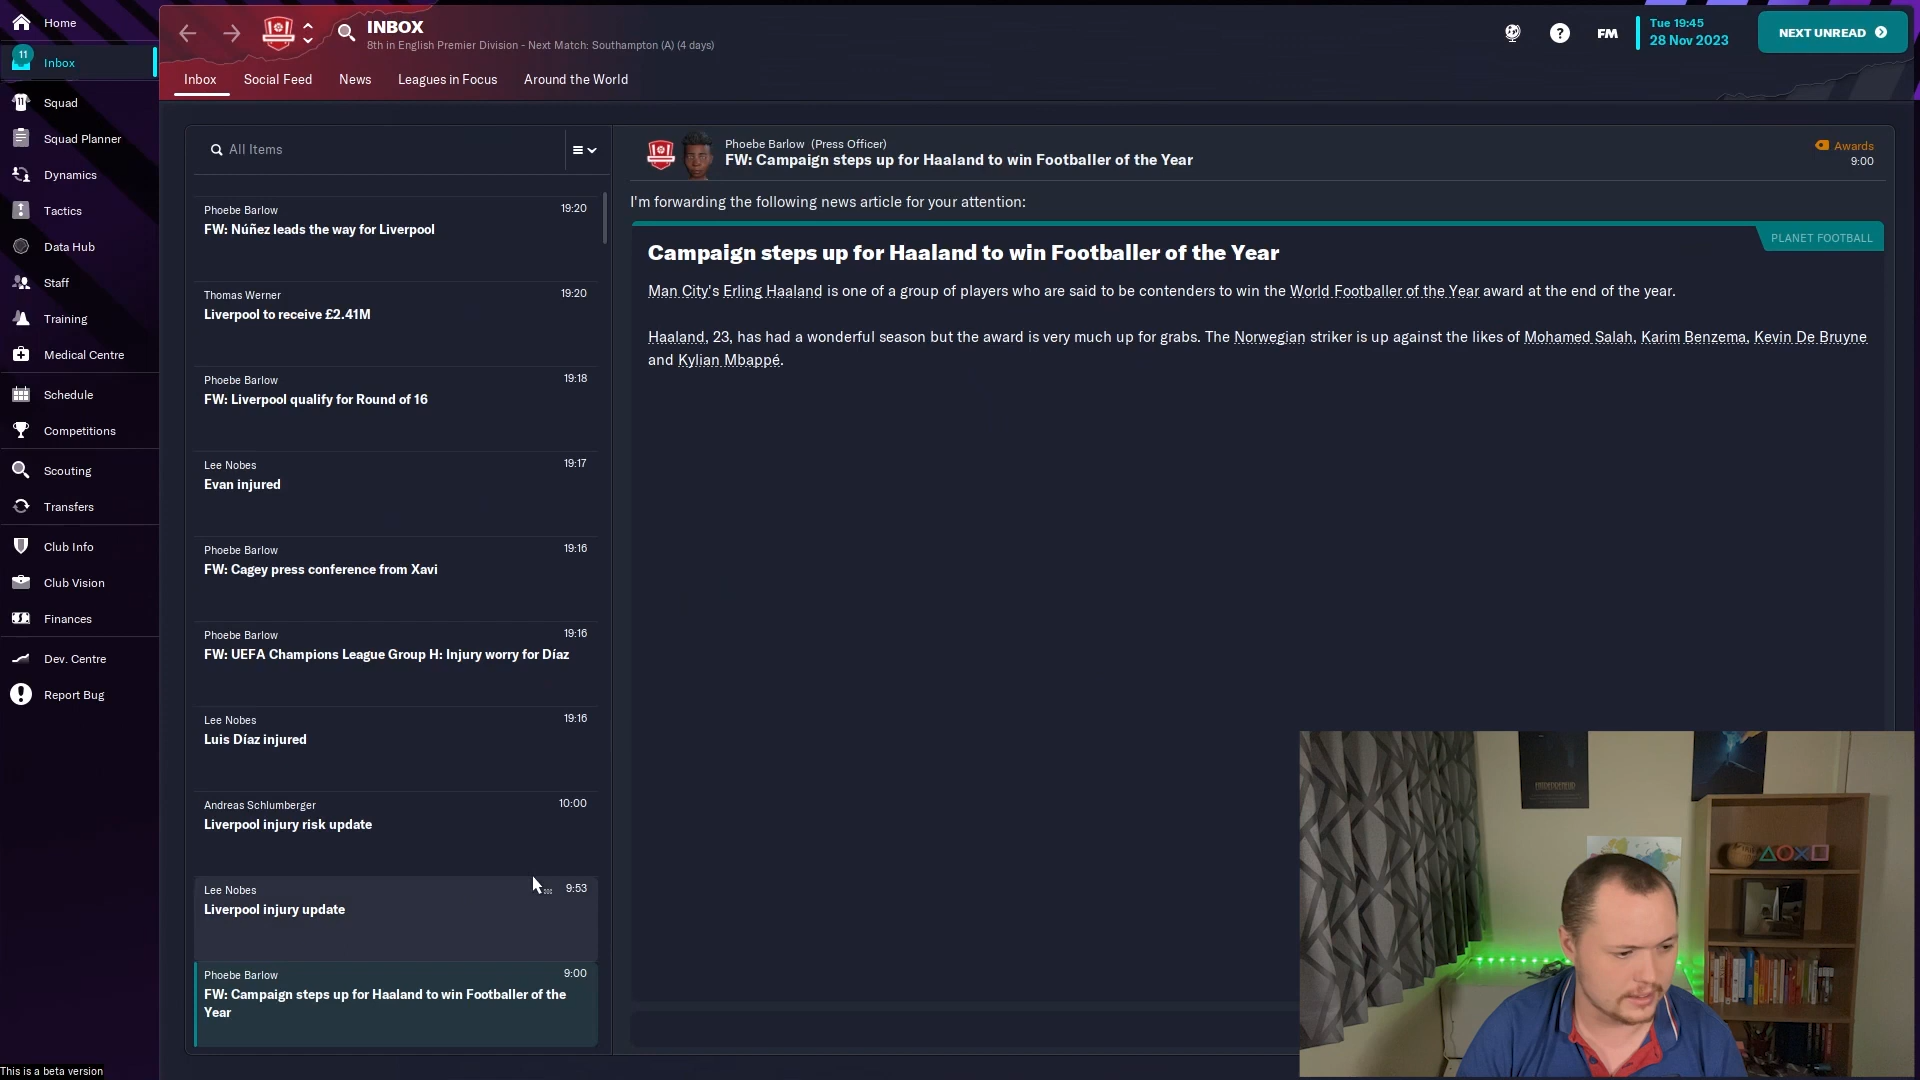 Home
11
Inbox
Squad
Squad Planner
Dynamics
Tactics
Data Hub
Staff
Training
Medical Centre
Schedule
Competitions
Scouting
Transfers
Club Info
Club Vision
Finances
Dev. Centre
Report Bug
This is a beta version
INBOX
8th in English Premier Division - Next Match: Southampton (A) (4 days)
FM
Tue 19:45
28 Nov 2023
NEXT UNREAD
Inbox
Social Feed
News
Leagues in Focus
Around the World
All Items
Phoebe Barlow 19:20
FW: Núñez leads the way for Liverpool
Thomas Werner 19:20
Liverpool to receive £2.41M
Phoebe Barlow 19:18
FW: Liverpool qualify for Round of 16
Lee Nobes 19:17
Evan injured
Phoebe Barlow 19:16
FW: Cagey press conference from Xavi
Phoebe Barlow 19:16
FW: UEFA Champions League Group H: Injury worry for Díaz
Lee Nobes 19:16
Luis Díaz injured
Andreas Schlumberger 10:00
Liverpool injury risk update
Lee Nobes 9:53
Liverpool injury update
Phoebe Barlow 9:00
FW: Campaign steps up for Haaland to win Footballer of the
Year
Phoebe Barlow (Press Officer)
FW: Campaign steps up for Haaland to win Footballer of the Year
Awards
9:00
I'm forwarding the following news article for your attention:
PLANET FOOTBALL
Campaign steps up for Haaland to win Footballer of the Year
Man City's Erling Haaland is one of a group of players who are said to be contenders to win the World Footballer of the Year award at the end of the year.
Haaland, 23, has had a wonderful season but the award is very much up for grabs. The Norwegian striker is up against the likes of Mohamed Salah, Karim Benzema, Kevin De Bruyne
and Kylian Mbappé.